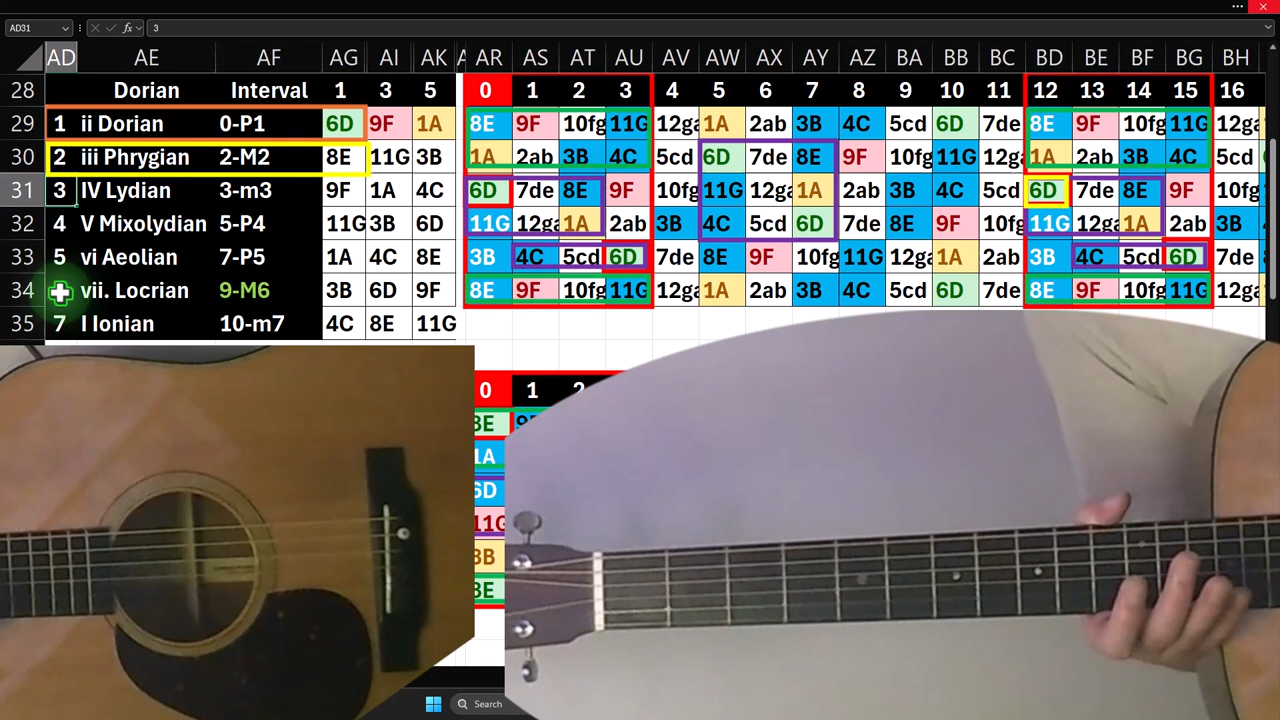 AD31 fx 3
AD AE AF AG AI AK AR AS AT AU AV AW AX AY AZ BA BB BC BD BE BF BG BH
28 Dorian Interval 1 3 5 0 1 2 3 4 5 6 7 8 9 10 11 12 13 14 15 16
29 1 ii Dorian 0-P1 6D 9F 1A 8E 9F 10fg 11G 12ga 1A 2ab 3B 4C 5cd 6D 7de 8E 9F 10fg 11G 12ga
30 2 iii Phrygian 2-M2 8E 11G 3B 1A 2ab 3B 4C 5cd 6D 7de 8E 9F 10fg 11G 12ga 1A 2ab 3B 4C 5cd
31 3 IV Lydian 3-m3 9F 1A 4C 6D 7de 8E 9F 10fg 11G 12ga 1A 2ab 3B 4C 5cd 6D 7de 8E 9F 10fg
32 4 V Mixolydian 5-P4 11G 3B 6D 11G 12ga 1A 2ab 3B 4C 5cd 6D 7de 8E 9F 10fg 11G 12ga 1A 2ab 3B
33 5 vi Aeolian 7-P5 1A 4C 8E 3B 4C 5cd 6D 7de 8E 9F 10fg 11G 12ga 1A 2ab 3B 4C 5cd 6D 7de
34 vii. Locrian 9-M6 3B 6D 9F 8E 9F 10fg 11G 12ga 1A 2ab 3B 4C 5cd 6D 7de 8E 9F 10fg 11G 12ga
35 7 I Ionian 10-m7 4C 8E 11G
0 1 2
1A
6D
11G
Search